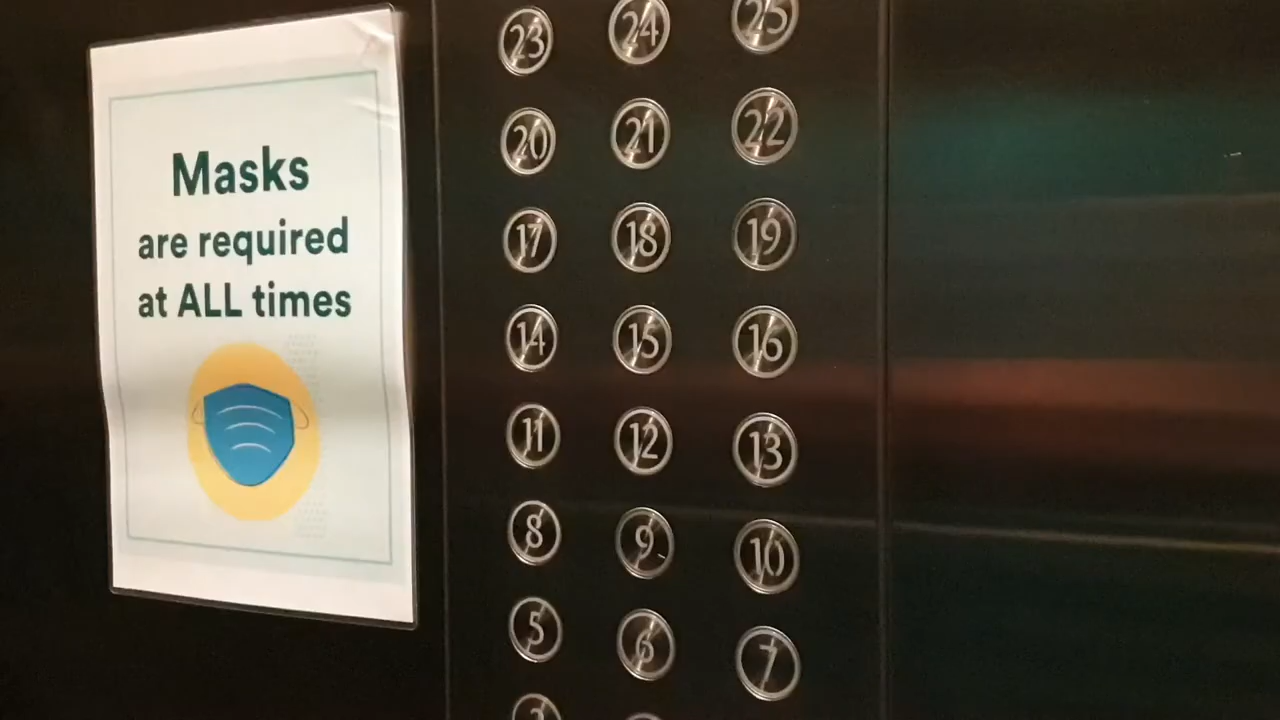 Masks
are required
at ALL times
23 24 25
20 21 22
17 18 19
14 15 16
11 12 13
8 9 10
5 6 7